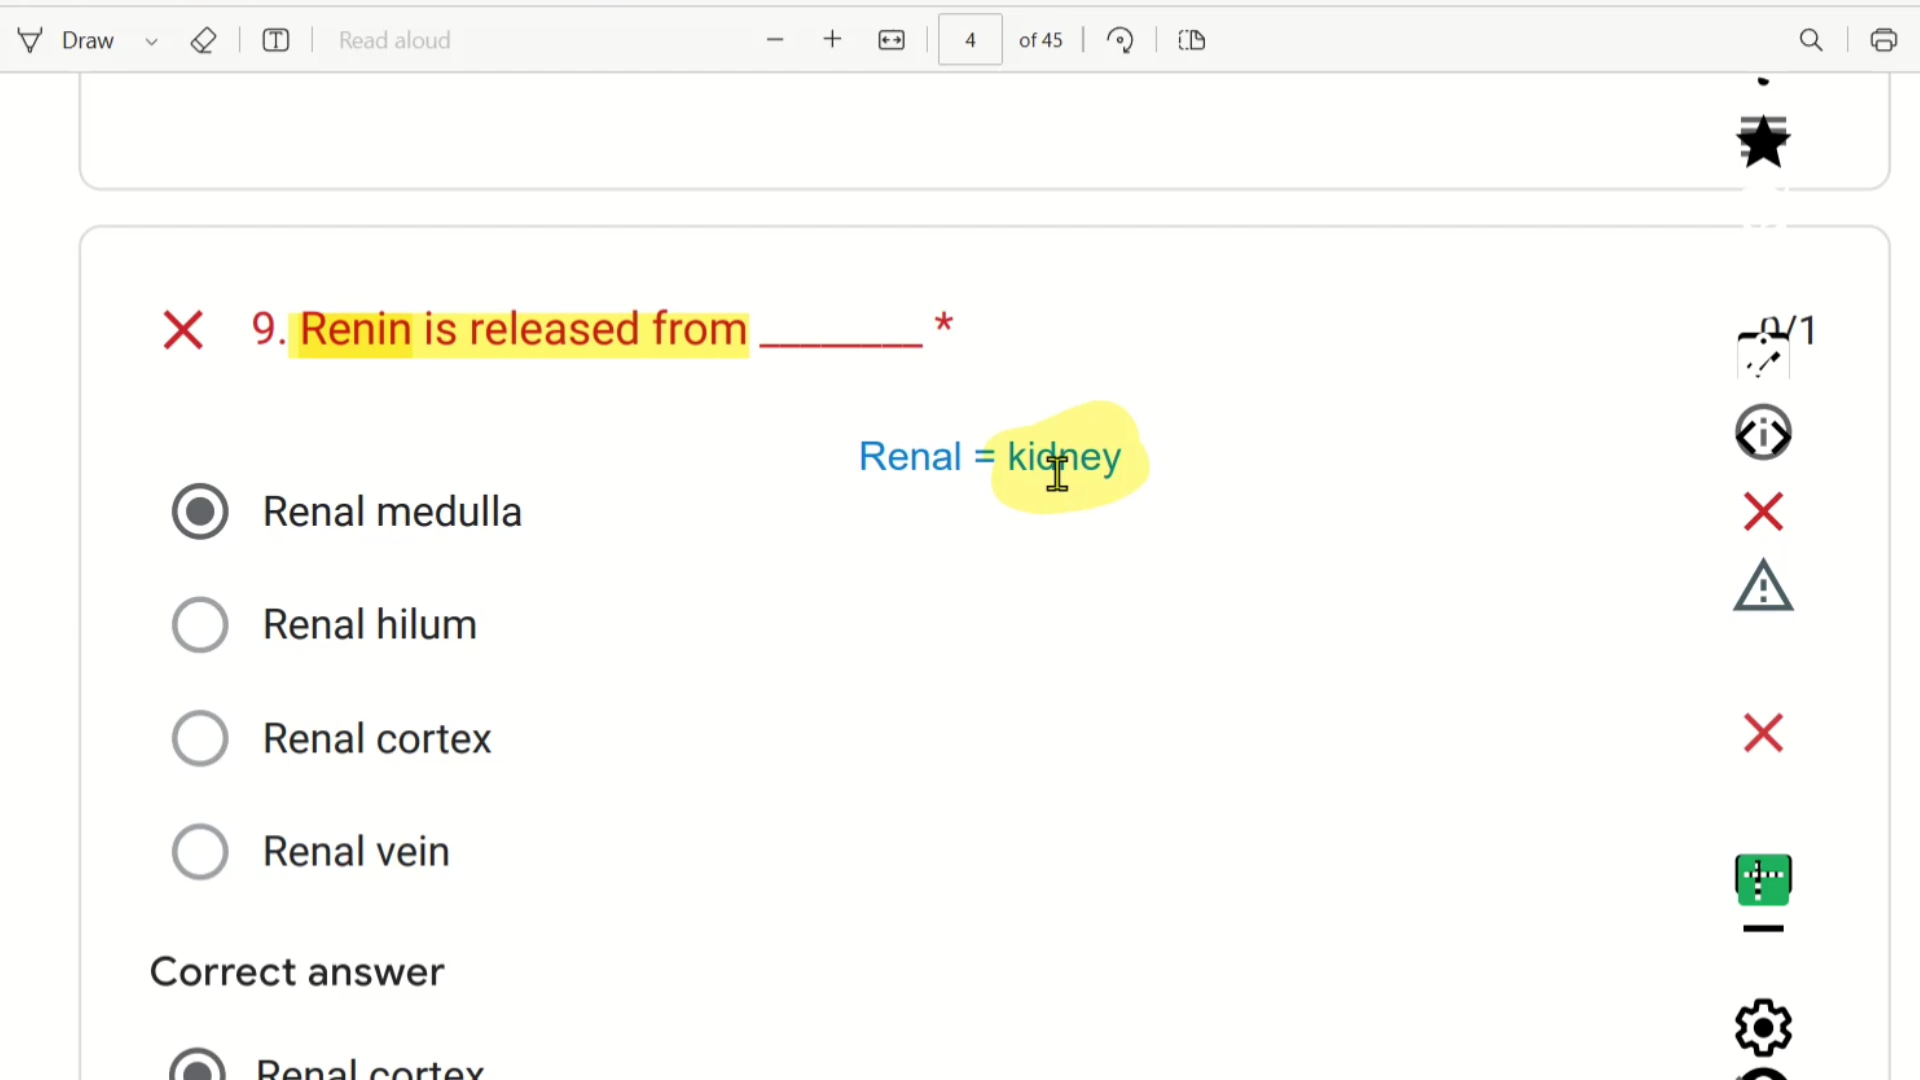 Draw
Read aloud
4 of 45
9. Renin is released from ________ *
0/1
Renal = kidney
Renal medulla
Renal hilum
Renal cortex
Renal vein
Correct answer
Renal cortex